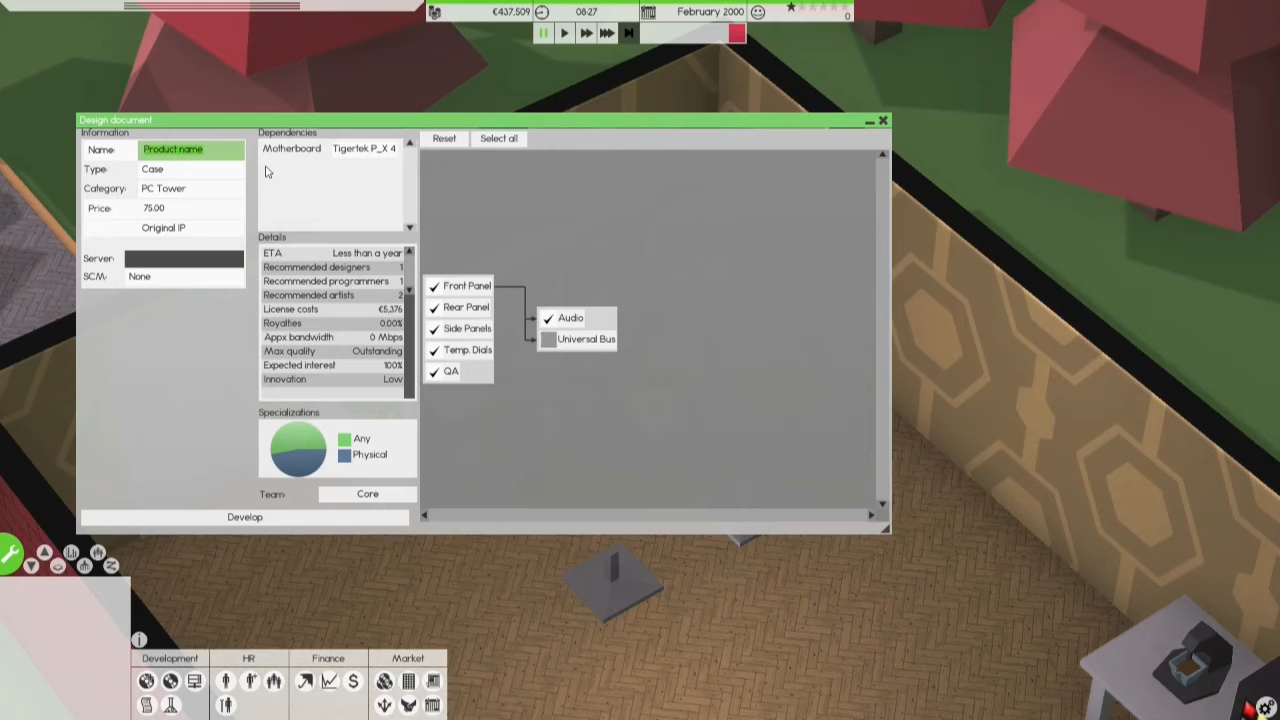 €437,509
08:27
February 2000
0
Design document
Information
Name: Product name
Type: Case
Category: PC Tower
Price: 75.00
Original IP
Server:
SCM: None
Dependencies
Motherboard Tigertek P_X 4
Details
ETA Less than a year
Recommended designers 1
Recommended programmers 1
Recommended artists 2
License costs €5,376
Royalties 0.00%
Appx bandwidth 0 Mbps
Max quality Outstanding
Expected interest 100%
Innovation Low
Specializations
Any
Physical
Team: Core
Develop
Reset Select all
Front Panel
Rear Panel
Side Panels
Temp. Dials
QA
Audio
Universal Bus
Development HR Finance Market